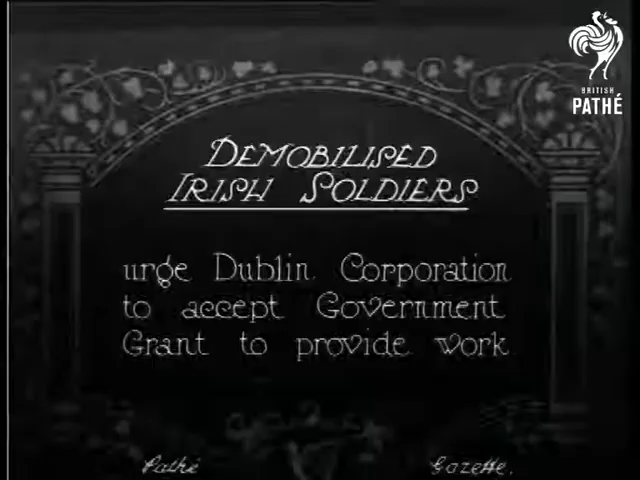 BRITISH
PATHÉ
DEMOBILISED
IRISH SOLDIERS
urge Dublin Corporation
to accept Government
Grant to provide work
Pathé Gazette.